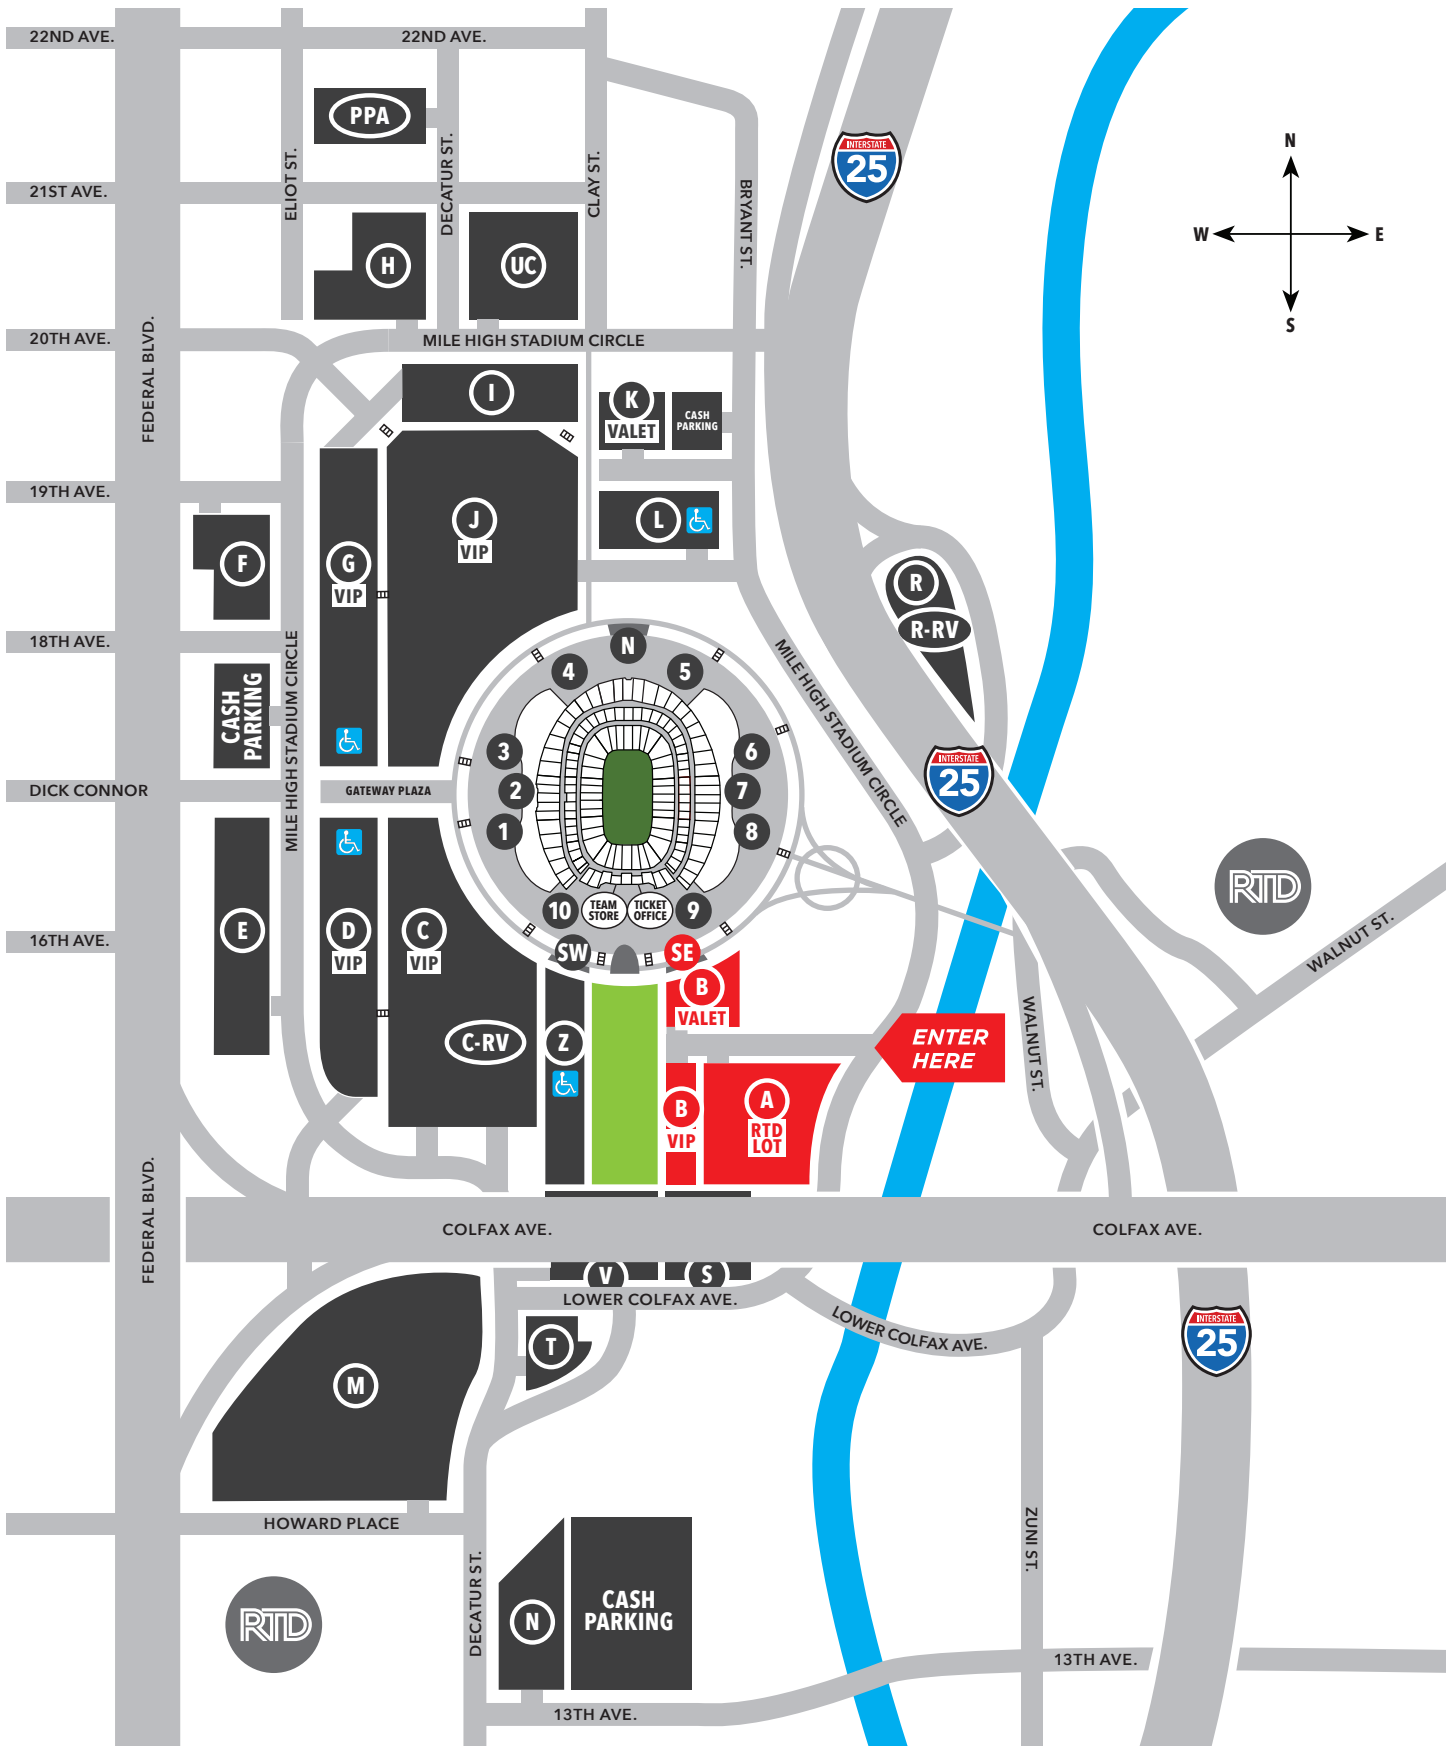 22ND AVE.
22ND AVE.
PPA
ELIOT ST.
DECATUR ST.
CLAY ST.
BRYANT ST.
INTERSTATE
25
N
W
E
S
21ST AVE.
H
UC
FEDERAL BLVD.
20TH AVE.
MILE HIGH STADIUM CIRCLE
I
K
VALET
CASH
PARKING
19TH AVE.
J
VIP
L
F
G
VIP
R
R-RV
18TH AVE.
MILE HIGH STADIUM CIRCLE
MILE HIGH STADIUM CIRCLE
CASH
PARKING
N
4
5
3
6
2
7
1
8
10
TEAM
STORE
TICKET
OFFICE
9
SW
SE
DICK CONNOR
GATEWAY PLAZA
INTERSTATE
25
RTD
WALNUT ST.
16TH AVE.
E
D
VIP
C
VIP
B
VALET
C-RV
Z
ENTER
HERE
WALNUT ST.
B
VIP
A
RTD
LOT
FEDERAL BLVD.
COLFAX AVE.
COLFAX AVE.
V
S
LOWER COLFAX AVE.
LOWER COLFAX AVE.
INTERSTATE
25
T
M
HOWARD PLACE
DECATUR ST.
ZUNI ST.
RTD
N
CASH
PARKING
13TH AVE.
13TH AVE.